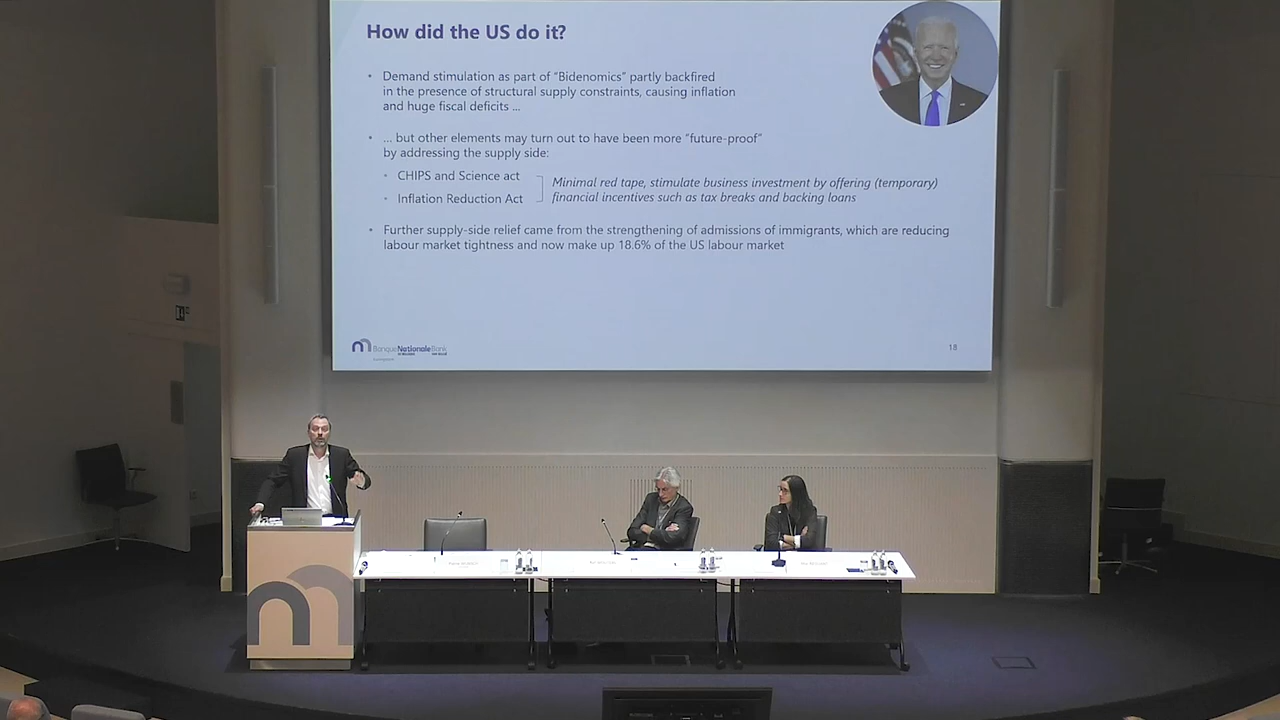 How did the US do it?
Demand stimulation as part of “Bidenomics” partly backfired
in the presence of structural supply constraints, causing inflation
and huge fiscal deficits ...
... but other elements may turn out to have been more “future-proof”
by addressing the supply side:
CHIPS and Science act
Inflation Reduction Act
Minimal red tape, stimulate business investment by offering (temporary)
financial incentives such as tax breaks and backing loans
Further supply-side relief came from the strengthening of admissions of immigrants, which are reducing
labour market tightness and now make up 18.6% of the US labour market
BanqueNationaleBank
18